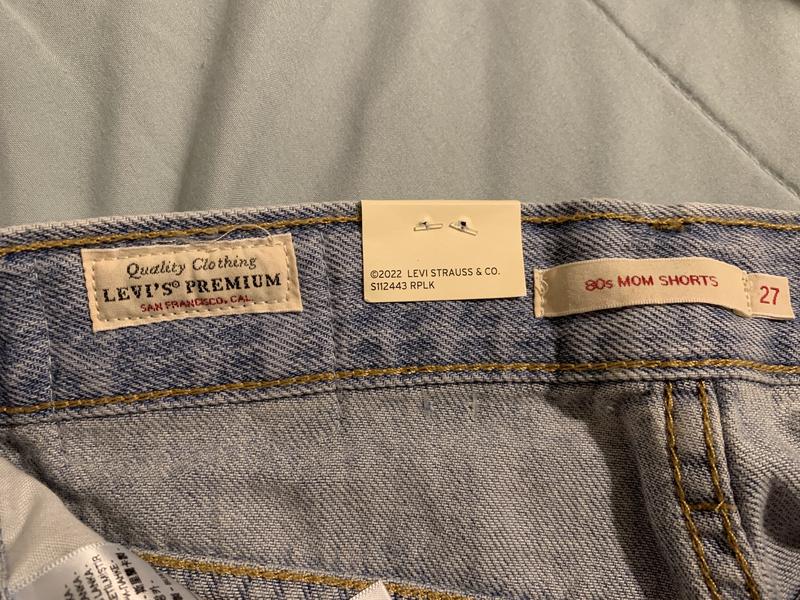 Quality Clothing
LEVI'S® PREMIUM
SAN FRANCISCO, CAL.
©2022 LEVI STRAUSS & CO.
S112443 RPLK
80s MOM SHORTS
27